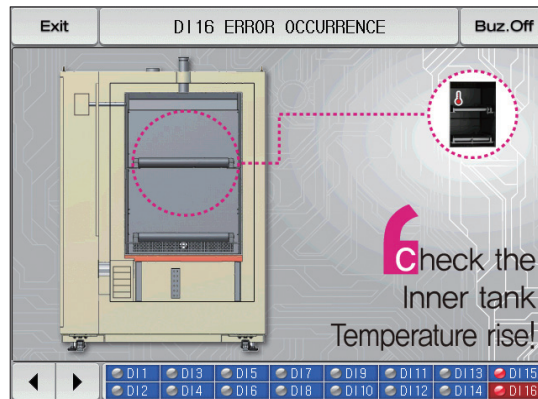 Exit
DI16 ERROR OCCURRENCE
Buz.Off
Check the
Inner tank
Temperature rise!
DI1 DI3 DI5 DI7 DI9 DI11 DI13 DI15
DI2 DI4 DI6 DI8 DI10 DI12 DI14 DI16